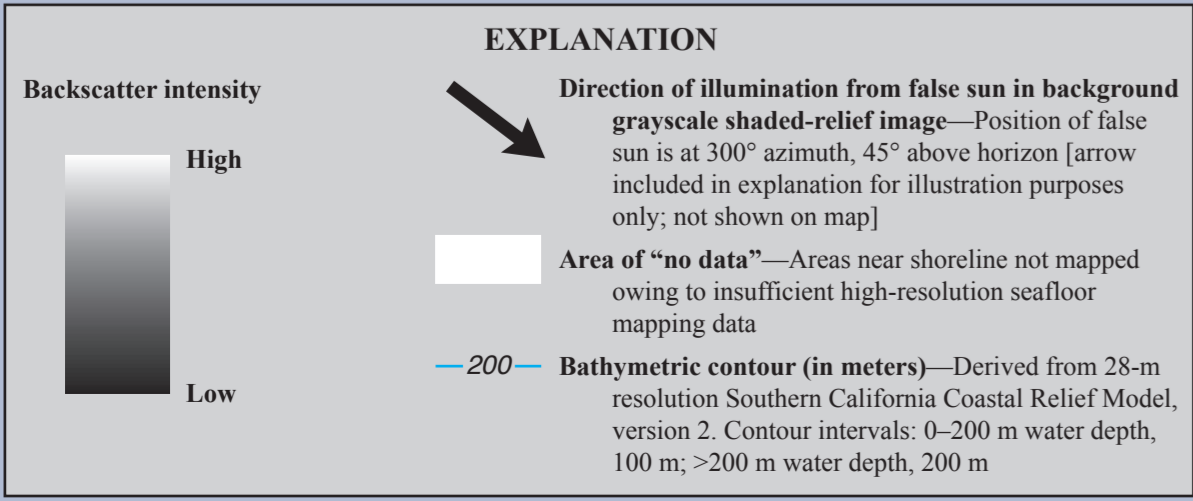 EXPLANATION
Backscatter intensity
High
Low
Direction of illumination from false sun in background
grayscale shaded-relief image—Position of false
sun is at 300° azimuth, 45° above horizon [arrow
included in explanation for illustration purposes
only; not shown on map]
Area of “no data”—Areas near shoreline not mapped
owing to insufficient high-resolution seafloor
mapping data
200
Bathymetric contour (in meters)—Derived from 28-m
resolution Southern California Coastal Relief Model,
version 2. Contour intervals: 0–200 m water depth,
100 m; >200 m water depth, 200 m